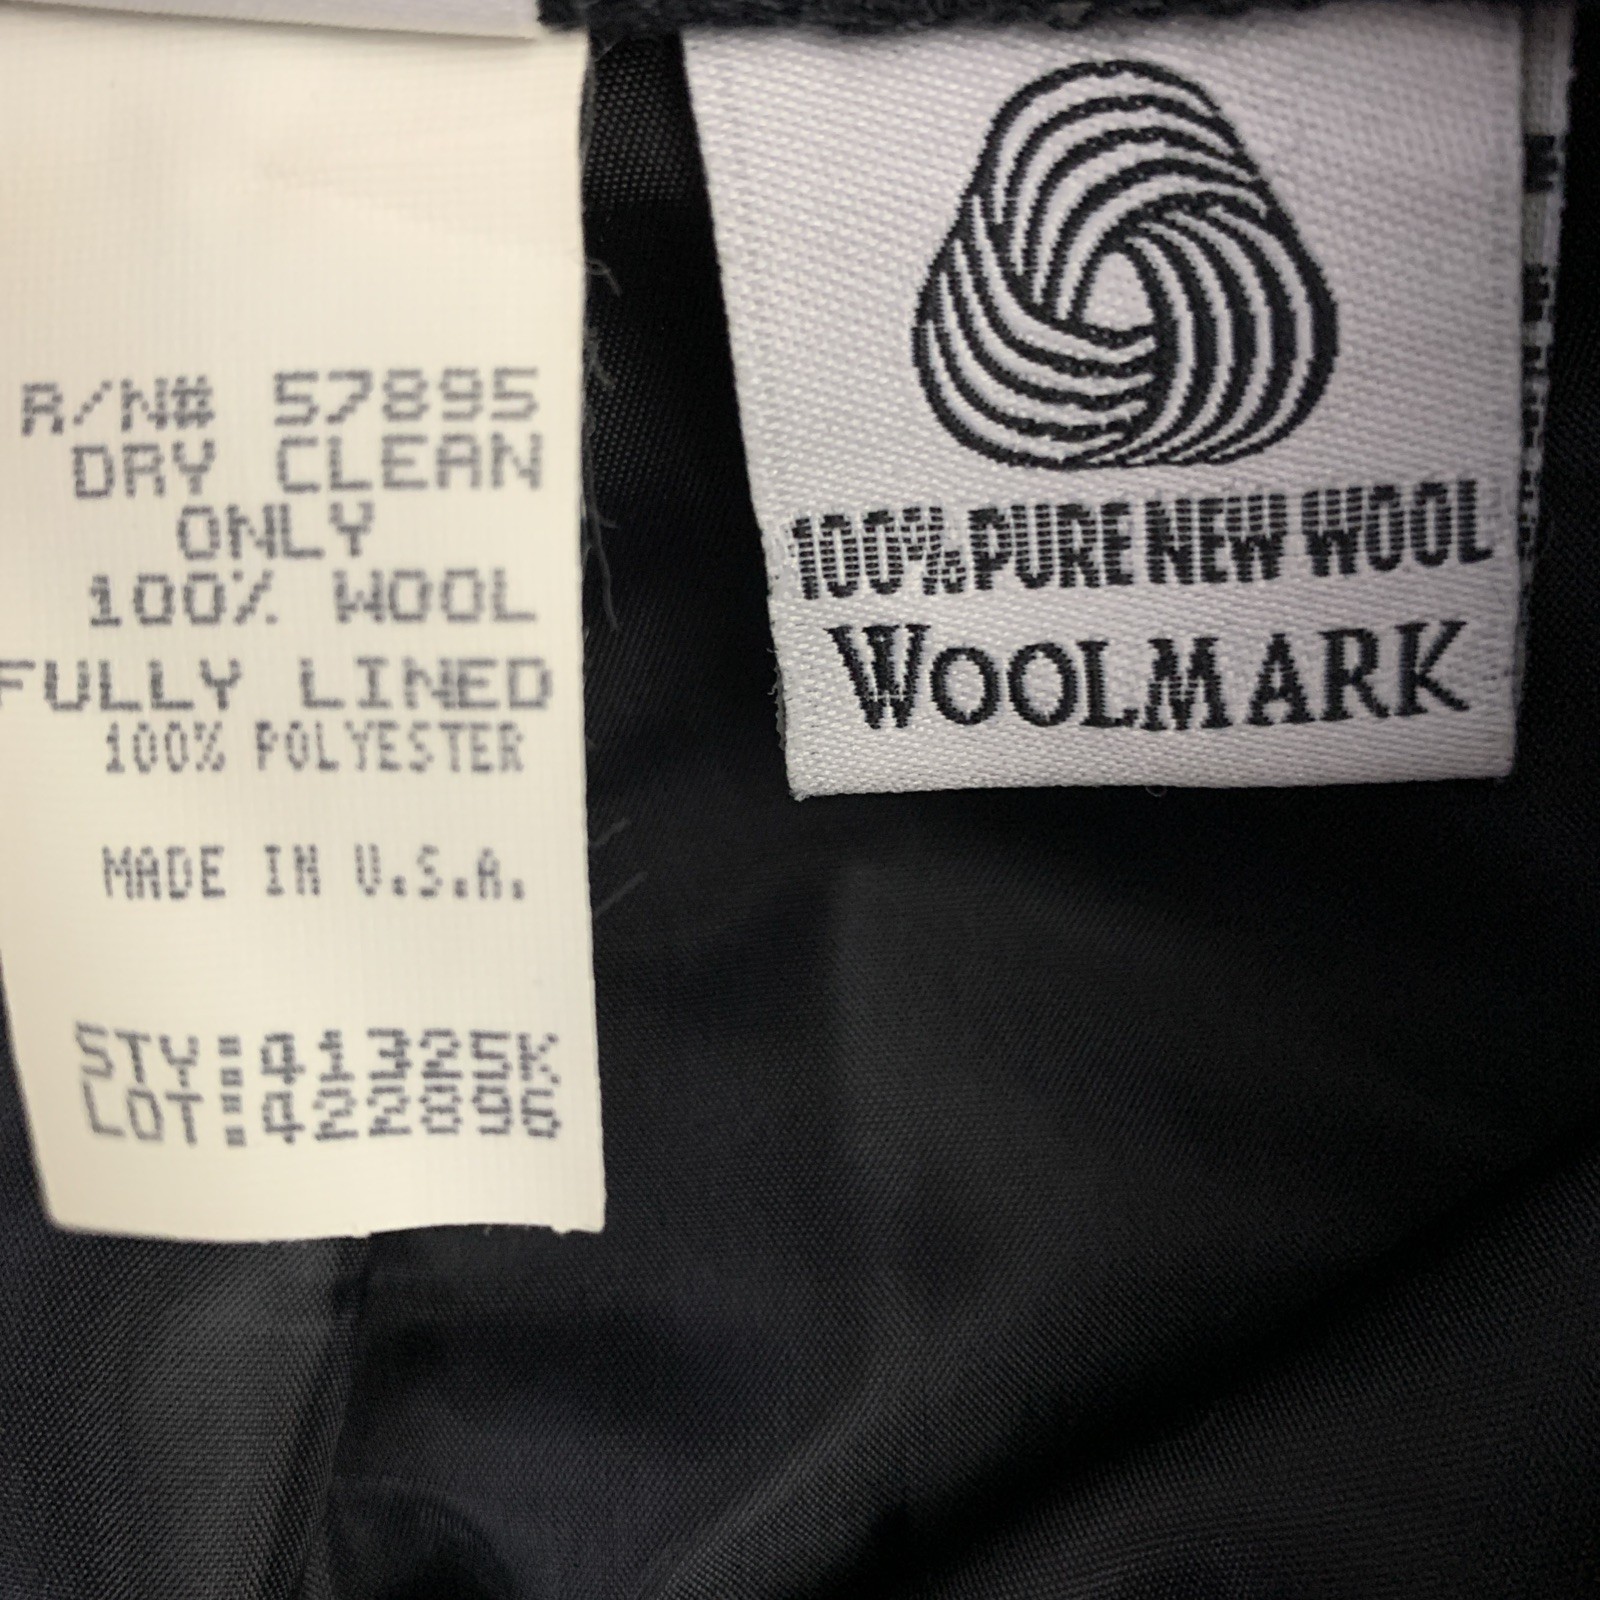 R/N# 57895
DRY CLEAN
ONLY
100% WOOL
FULLY LINED
100% POLYESTER
MADE IN U.S.A.
STY:41325K
LOT:422896
100% PURE NEW WOOL
WOOLMARK